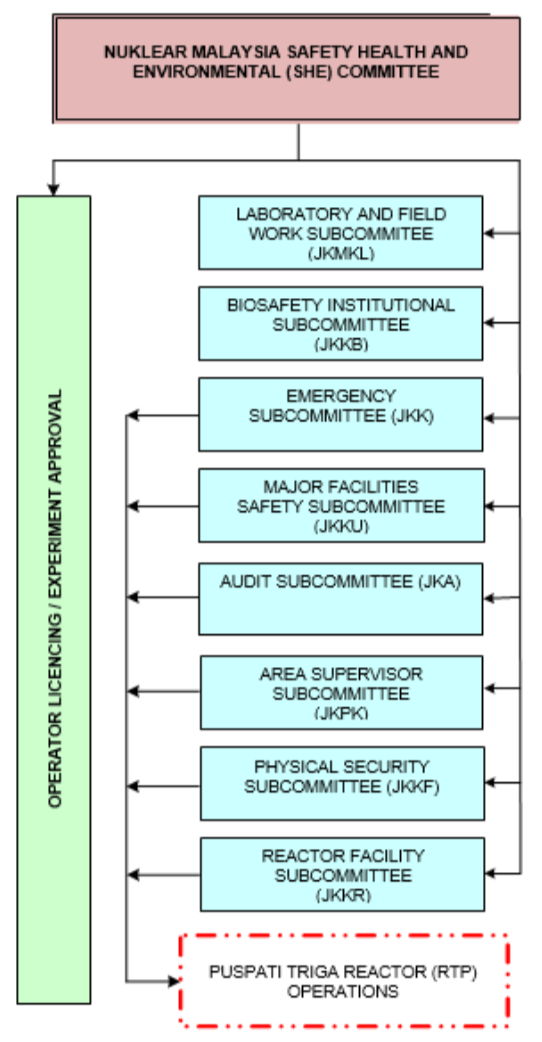 NUKLEAR MALAYSIA SAFETY HEALTH AND
ENVIRONMENTAL (SHE) COMMITTEE
OPERATOR LICENCING / EXPERIMENT APPROVAL
LABORATORY AND FIELD
WORK SUBCOMMITEE
(JKMKL)
BIOSAFETY INSTITUTIONAL
SUBCOMMITTEE
(JKKB)
EMERGENCY
SUBCOMMITTEE (JKK)
MAJOR FACILITIES
SAFETY SUBCOMMITTEE
(JKKU)
AUDIT SUBCOMMITTEE (JKA)
AREA SUPERVISOR
SUBCOMMITTEE
(JKPK)
PHYSICAL SECURITY
SUBCOMMITTEE (JKKF)
REACTOR FACILITY
SUBCOMMITTEE
(JKKR)
PUSPATI TRIGA REACTOR (RTP)
OPERATIONS